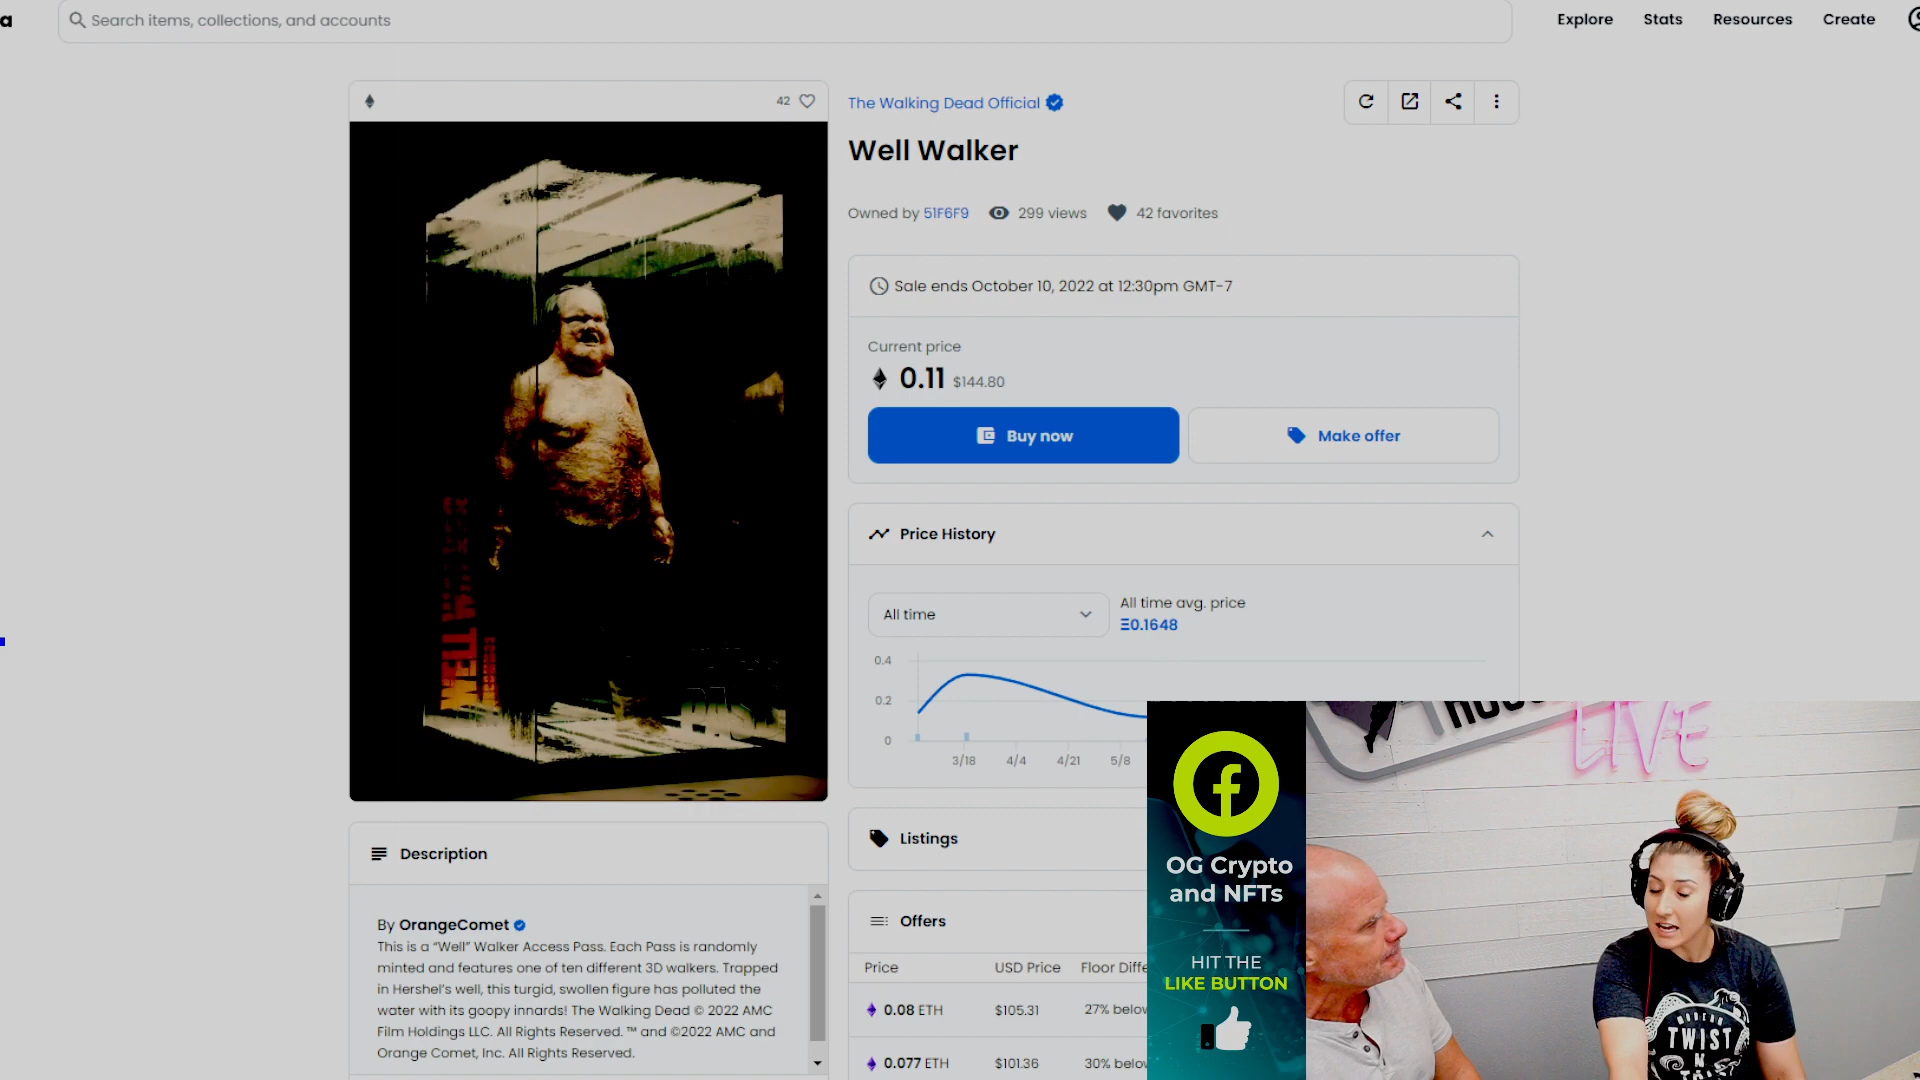 a
Search items, collections, and accounts
Explore
Stats
Resources
Create
42
The Walking Dead Official
Well Walker
Owned by 51F6F9
299 views
42 favorites
Sale ends October 10, 2022 at 12:30pm GMT-7
Current price
0.11 $144.80
Buy now
Make offer
Price History
All time
All time avg. price
Ξ0.1648
0.4
0.2
0
3/18
4/4
4/21
5/8
Listings
Offers
Price
USD Price
Floor Diffe
0.08 ETH
$105.31
27% below
0.077 ETH
$101.36
30% below
Description
By OrangeComet
This is a “Well” Walker Access Pass. Each Pass is randomly
minted and features one of ten different 3D walkers. Trapped
in Hershel’s well, this turgid, swollen figure has polluted the
water with its goopy innards! The Walking Dead © 2022 AMC
Film Holdings LLC. All Rights Reserved. ™ and ©2022 AMC and
Orange Comet, Inc. All Rights Reserved.
OG Crypto
and NFTs
HIT THE
LIKE BUTTON
LIVE
TWIST
N